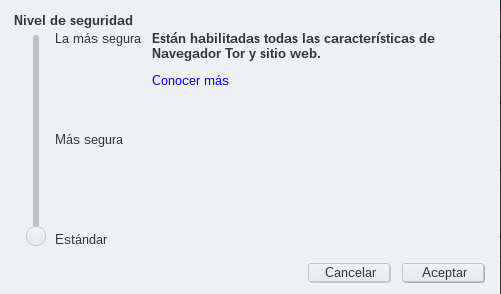 Nivel de seguridad
La más segura
Están habilitadas todas las características de
Navegador Tor y sitio web.
Conocer más
Más segura
Estándar
Cancelar
Aceptar